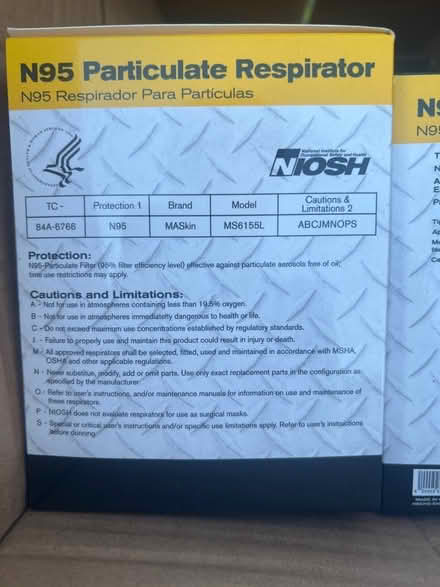 N95 Particulate Respirator
N95 Respirador Para Partículas
National Institute for
Occupational Safety and Health
NIOSH
TC - Protection 1 Brand Model Cautions & Limitations 2
84A-6766 N95 MASkin MS6155L ABCJMNOPS
Protection:
N95-Particulate Filter (95% filter efficiency level) effective against particulate aerosols free of oil;
time use restrictions may apply.
Cautions and Limitations:
A - Not for use in atmospheres containing less than 19.5% oxygen.
B - Not for use in atmospheres immediately dangerous to health or life.
C - Do not exceed maximum use concentrations established by regulatory standards.
J - Failure to properly use and maintain this product could result in injury or death.
M - All approved respirators shall be selected, fitted, used and maintained in accordance with MSHA,
OSHA and other applicable regulations.
N - Never substitue, modify, add or omit parts. Use only exact replacement parts in the configuration as
specified by the manufacturer.
O - Refer to user's instructions, and/or maintenance manuals for information on use and maintenance of
these respirators.
P - NIOSH does not evaluate respirators for use as surgical masks.
S - Special or critical user's instructions and/or specific use limitations apply. Refer to user's instructions
before donning.
N95